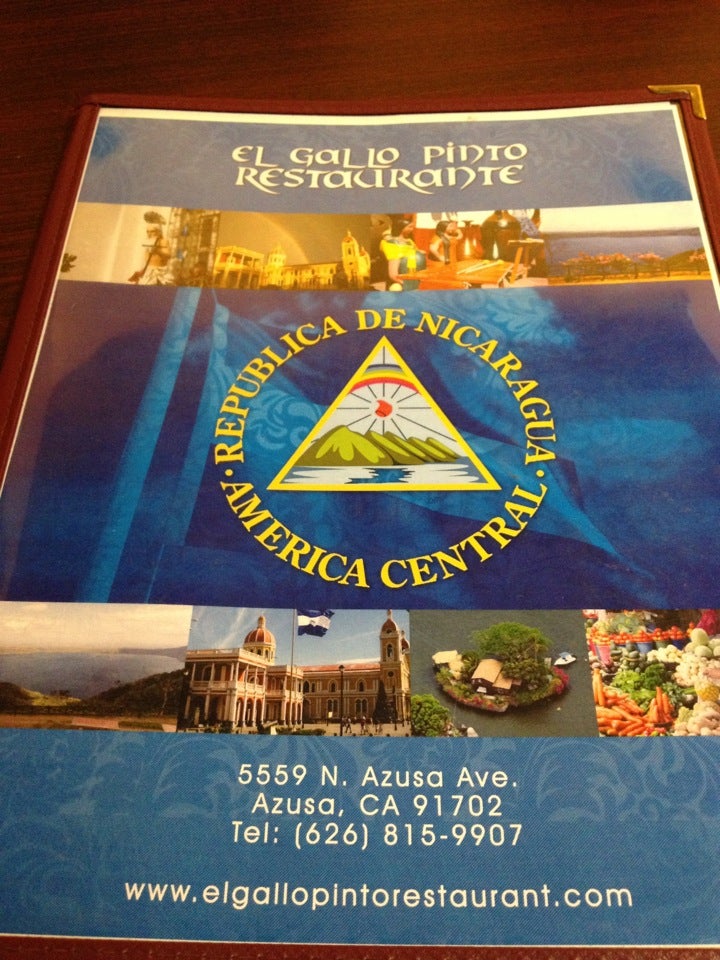 El Gallo Pinto
Restaurante
REPUBLICA DE NICARAGUA
AMERICA CENTRAL
5559 N. Azusa Ave.
Azusa, CA 91702
Tel: (626) 815-9907
www.elgallopintorestaurant.com